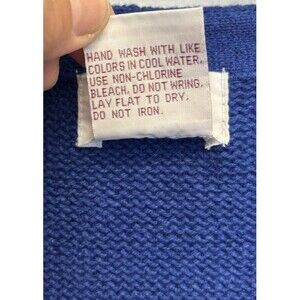 HAND WASH WITH LIKE
COLORS IN COOL WATER.
USE NON-CHLORINE
BLEACH. DO NOT WRING.
LAY FLAT TO DRY.
DO NOT IRON.